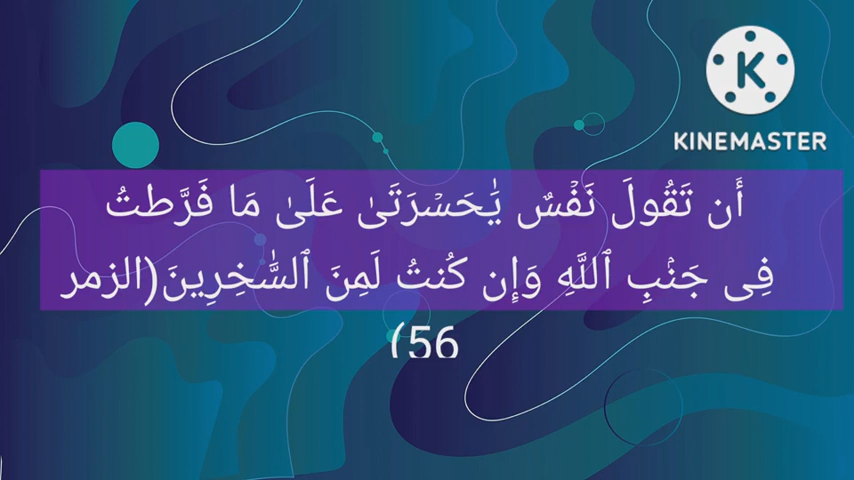 KINEMASTER
أَن تَقُولَ نَفۡسٌ يَٰحَسۡرَتَىٰ عَلَىٰ مَا فَرَّطتُ
فِى جَنۢبِ ٱللَّهِ وَإِن كُنتُ لَمِنَ ٱلسَّٰخِرِينَ(الزمر
56)